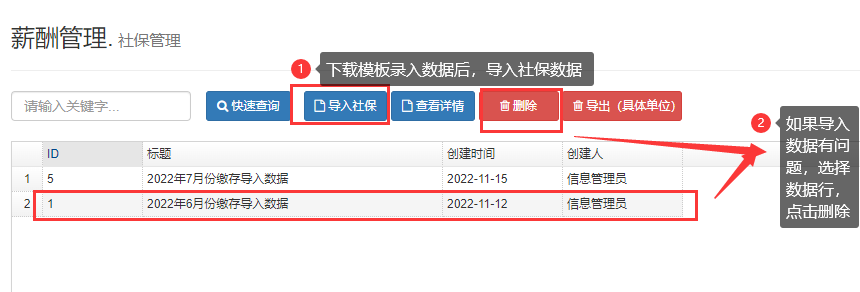 薪酬管理. 社保管理
1 下载模板录入数据后，导入社保数据
请输入关键字...
快速查询
导入社保
查看详情
删除
导出（具体单位）
2 如果导入
数据有问
题，选择
数据行，
点击删除
ID 标题 创建时间 创建人
1 5 2022年7月份缴存导入数据 2022-11-15 信息管理员
2 1 2022年6月份缴存导入数据 2022-11-12 信息管理员